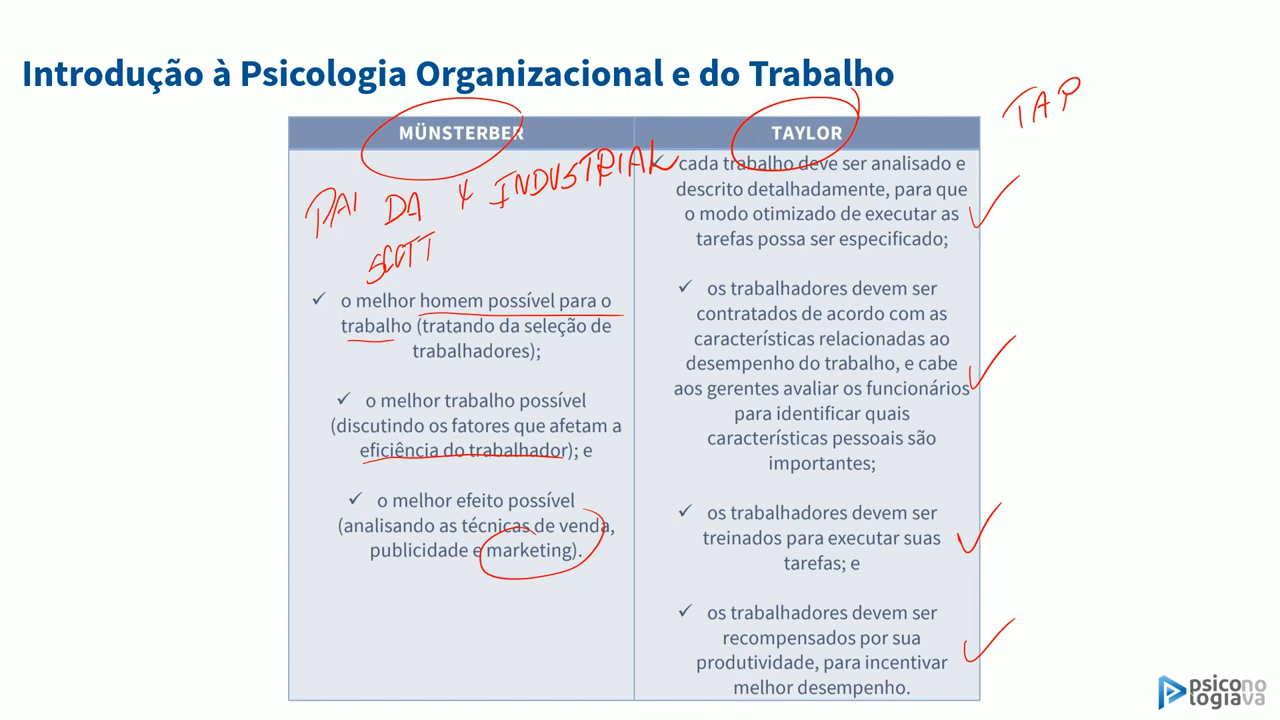 Introdução à Psicologia Organizacional e do Trabalho
TAP
MÜNSTERBER
PAI DA Ψ INDUSTRIAL
SCOTT
✓ o melhor homem possível para o
trabalho (tratando da seleção de
trabalhadores);
✓ o melhor trabalho possível
(discutindo os fatores que afetam a
eficiência do trabalhador); e
✓ o melhor efeito possível
(analisando as técnicas de venda,
publicidade e marketing).
TAYLOR
✓ cada trabalho deve ser analisado e
descrito detalhadamente, para que
o modo otimizado de executar as
tarefas possa ser especificado;
✓ os trabalhadores devem ser
contratados de acordo com as
características relacionadas ao
desempenho do trabalho, e cabe
aos gerentes avaliar os funcionários
para identificar quais
características pessoais são
importantes;
✓ os trabalhadores devem ser
treinados para executar suas
tarefas; e
✓ os trabalhadores devem ser
recompensados por sua
produtividade, para incentivar
melhor desempenho.
psicono
logiava